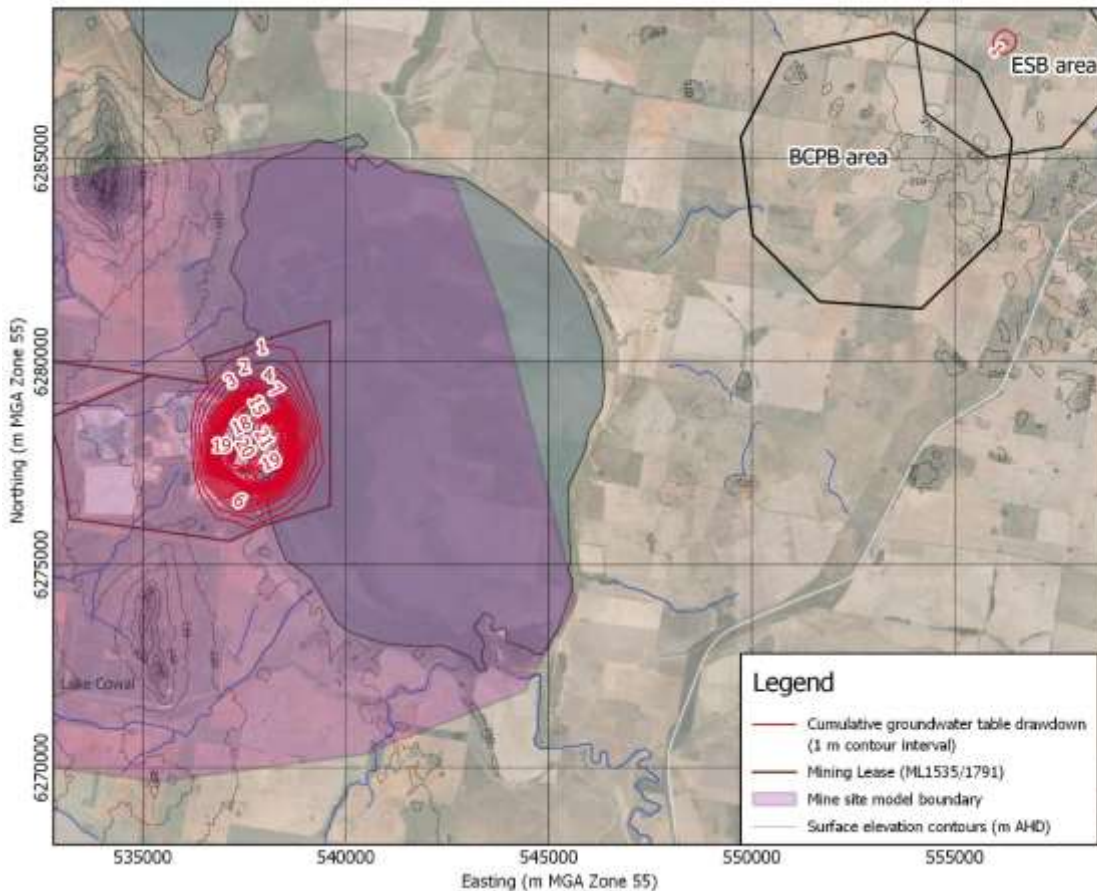 ESB area
BCPB area
6285000
6280000
6275000
6270000
Northing (m MGA Zone 55)
1
2
3
4
7
15
18
19
21
20
19
6
Lake Cowal
Legend
Cumulative groundwater table drawdown
(1 m contour interval)
Mining Lease (ML1535/1791)
Mine site model boundary
Surface elevation contours (m AHD)
535000
540000
545000
550000
555000
Easting (m MGA Zone 55)